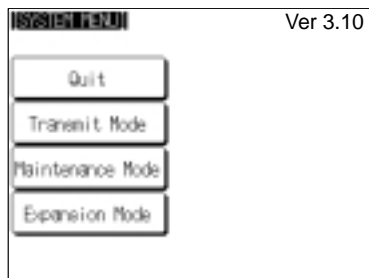 [SYSTEM MENU]
Ver 3.10
Quit
Transmit Mode
Maintenance Mode
Expansion Mode